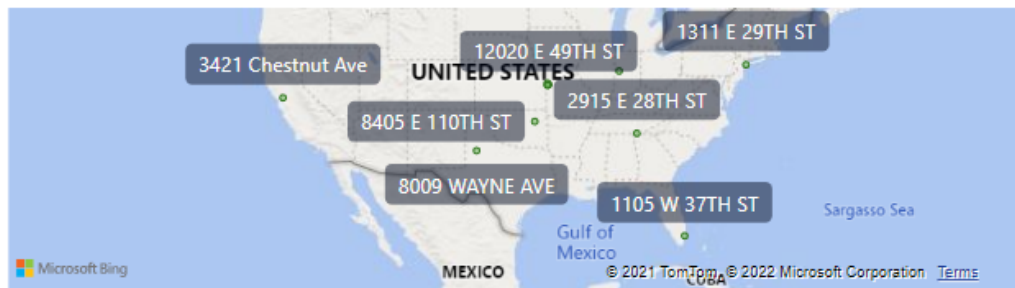 1311 E 29TH ST
12020 E 49TH ST
3421 Chestnut Ave
UNITED STATES
2915 E 28TH ST
8405 E 110TH ST
8009 WAYNE AVE
1105 W 37TH ST
Sargasso Sea
Gulf of
Mexico
Microsoft Bing
MEXICO
© 2021 TomTom, © 2022 Microsoft Corporation Terms
CUBA